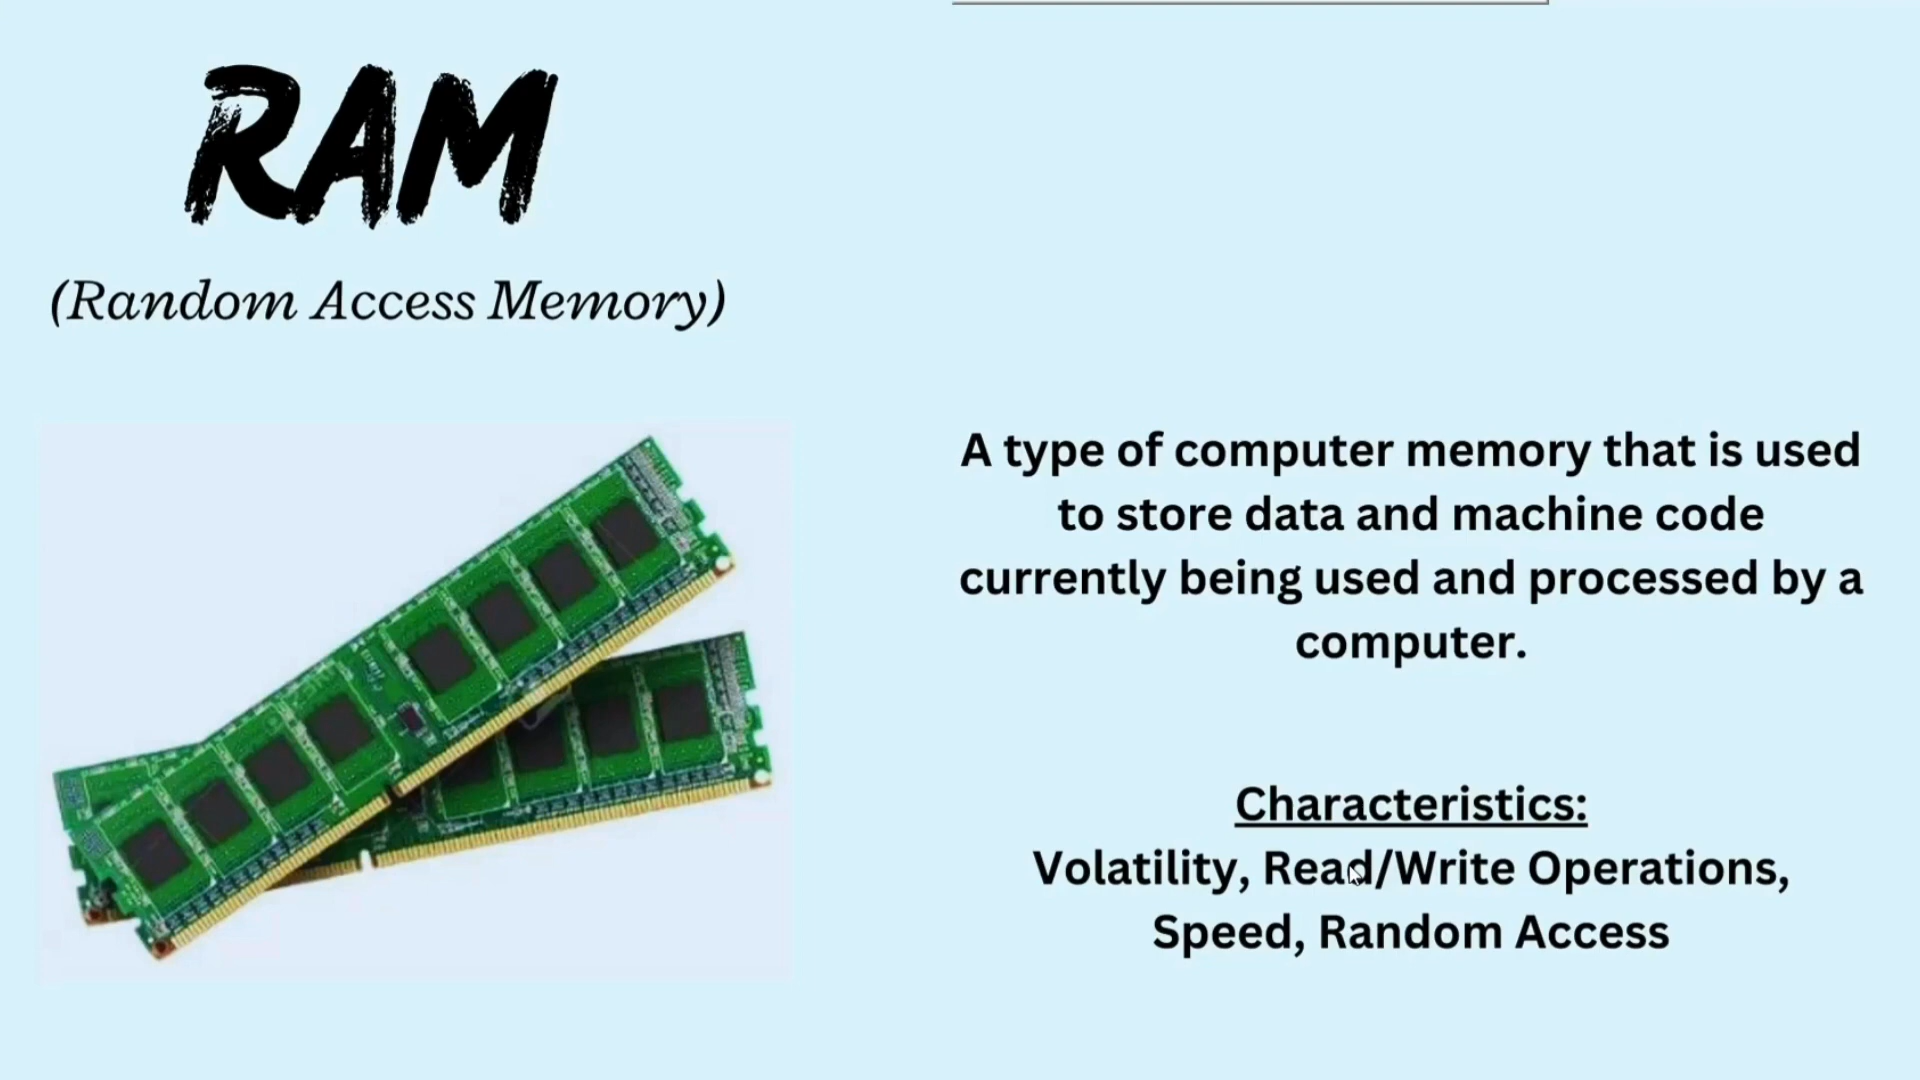 RAM
(Random Access Memory)
A type of computer memory that is used
to store data and machine code
currently being used and processed by a
computer.
Characteristics:
Volatility, Read/Write Operations,
Speed, Random Access